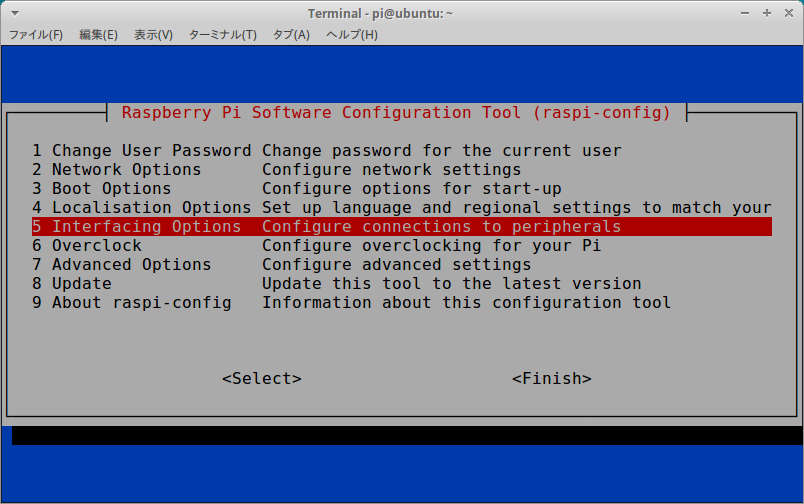 Terminal - pi@ubuntu: ~
ファイル(F) 編集(E) 表示(V) ターミナル(T) タブ(A) ヘルプ(H)
Raspberry Pi Software Configuration Tool (raspi-config)
1 Change User Password Change password for the current user
2 Network Options Configure network settings
3 Boot Options Configure options for start-up
4 Localisation Options Set up language and regional settings to match your
5 Interfacing Options Configure connections to peripherals
6 Overclock Configure overclocking for your Pi
7 Advanced Options Configure advanced settings
8 Update Update this tool to the latest version
9 About raspi-config Information about this configuration tool
<Select> <Finish>